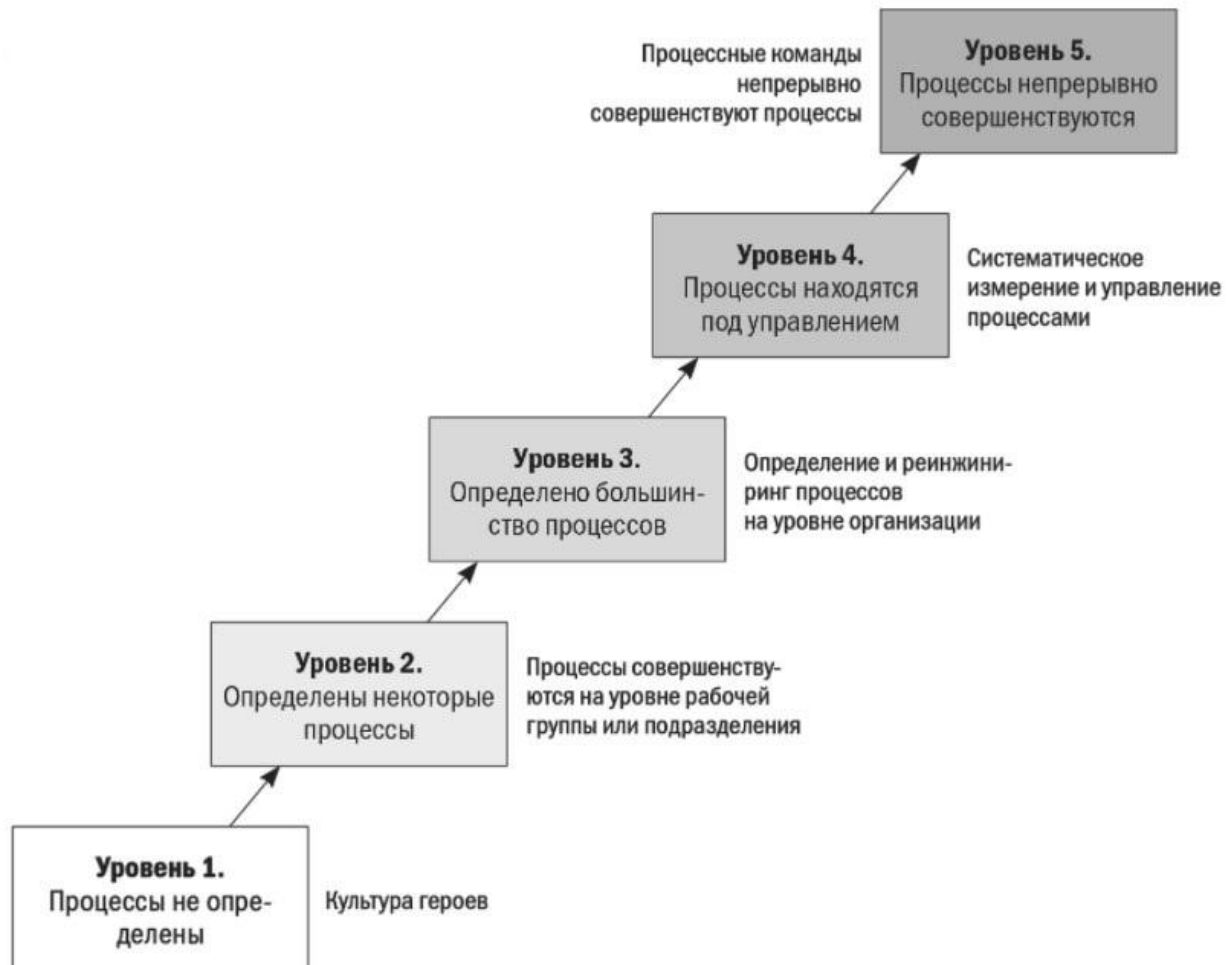 Процессные команды
непрерывно
совершенствуют процессы
Уровень 5.
Процессы непрерывно
совершенствуются
Уровень 4.
Процессы находятся
под управлением
Систематическое
измерение и управление
процессами
Уровень 3.
Определено большин-
ство процессов
Определение и реинжини-
ринг процессов
на уровне организации
Уровень 2.
Определены некоторые
процессы
Процессы совершенству-
ются на уровне рабочей
группы или подразделения
Уровень 1.
Процессы не опре-
делены
Культура героев